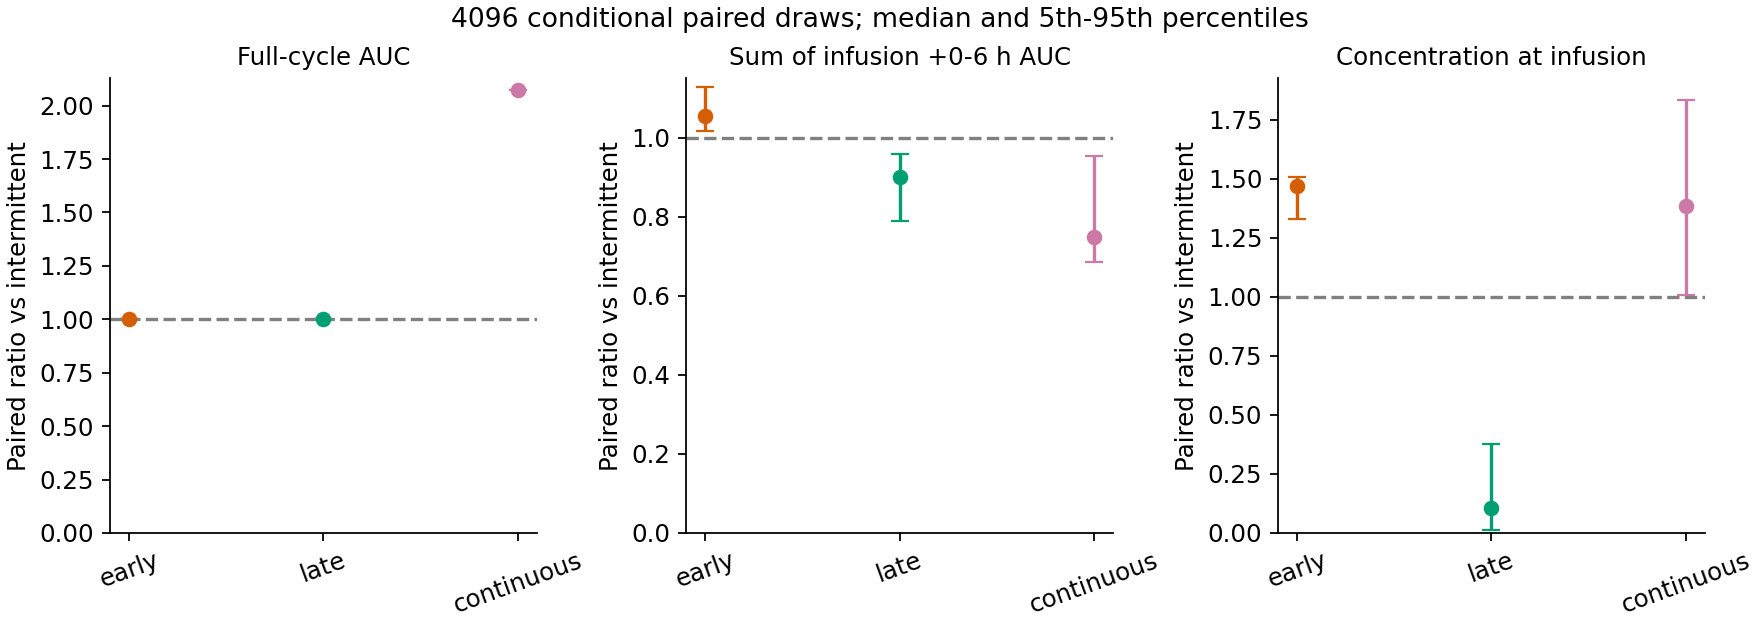 4096 conditional paired draws; median and 5th-95th percentiles
Full-cycle AUC
Paired ratio vs intermittent
2.00
1.75
1.50
1.25
1.00
0.75
0.50
0.25
0.00
early
late
continuous
Sum of infusion +0-6 h AUC
Paired ratio vs intermittent
1.0
0.8
0.6
0.4
0.2
0.0
early
late
continuous
Concentration at infusion
Paired ratio vs intermittent
1.75
1.50
1.25
1.00
0.75
0.50
0.25
0.00
early
late
continuous